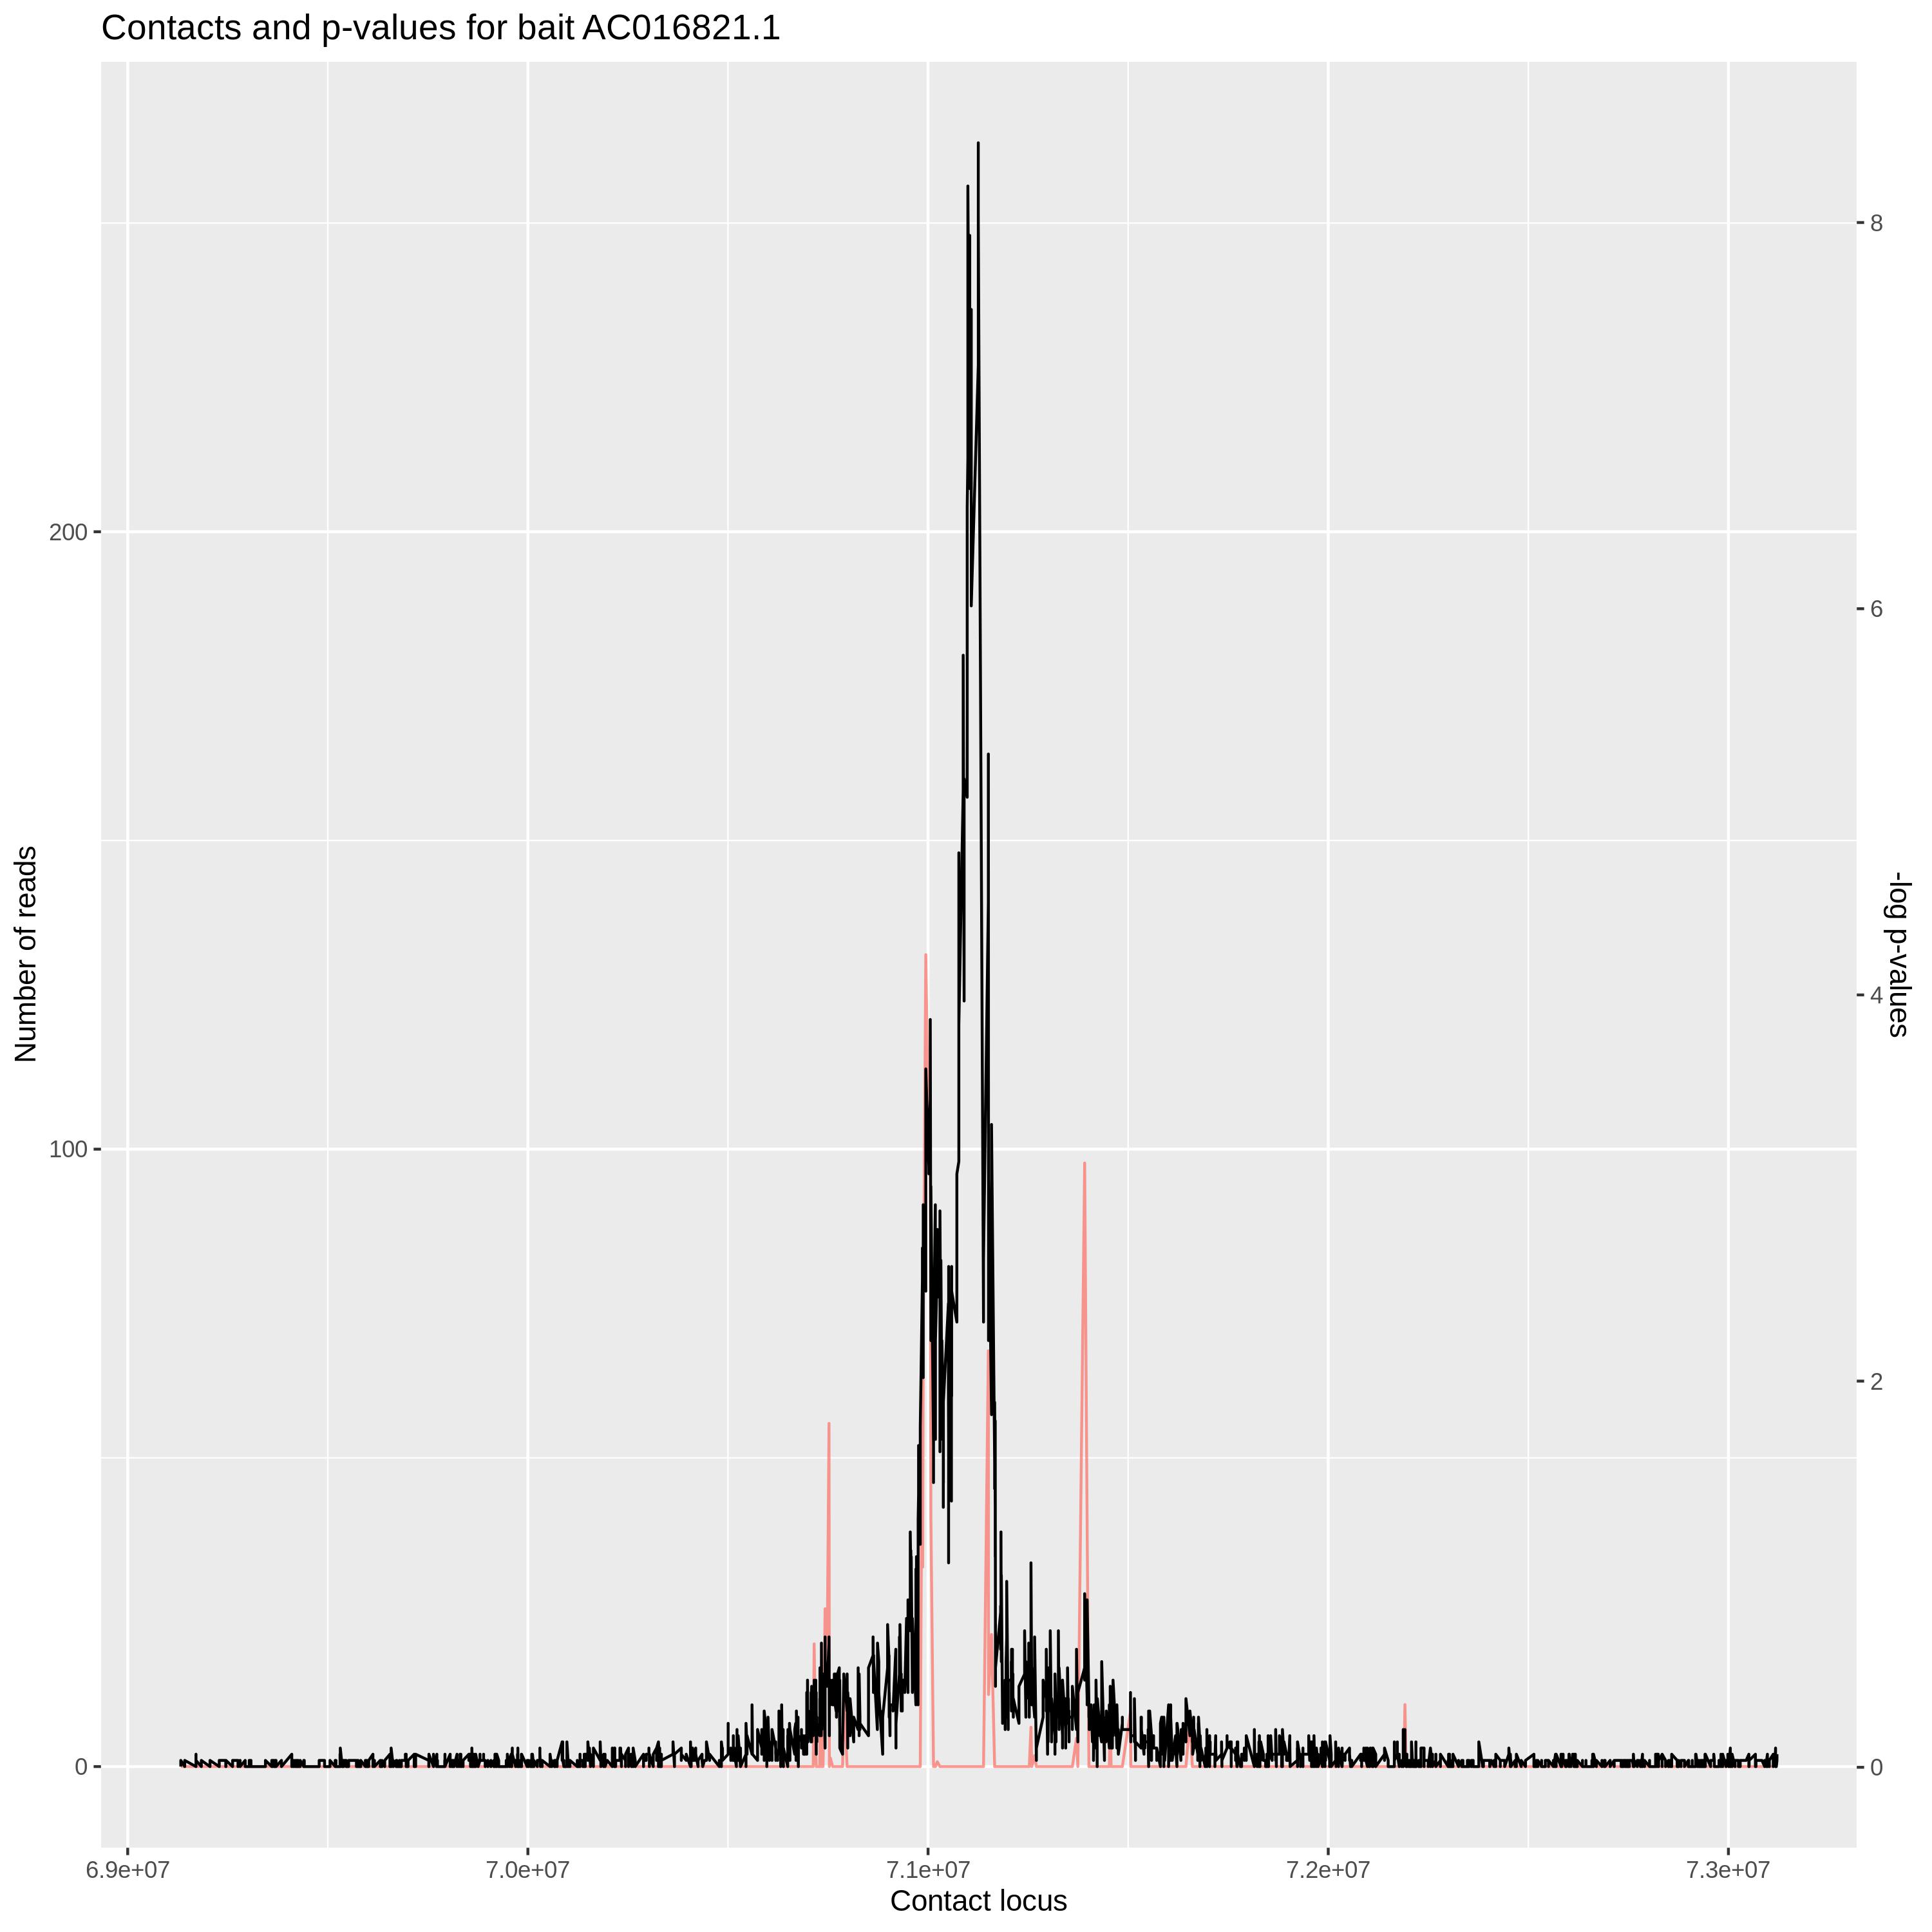 Contacts and p-values for bait AC016821.1
Number of reads
200
100
0
8
6
4
2
0
-log p-values
6.9e+07
7.0e+07
7.1e+07
7.2e+07
7.3e+07
Contact locus